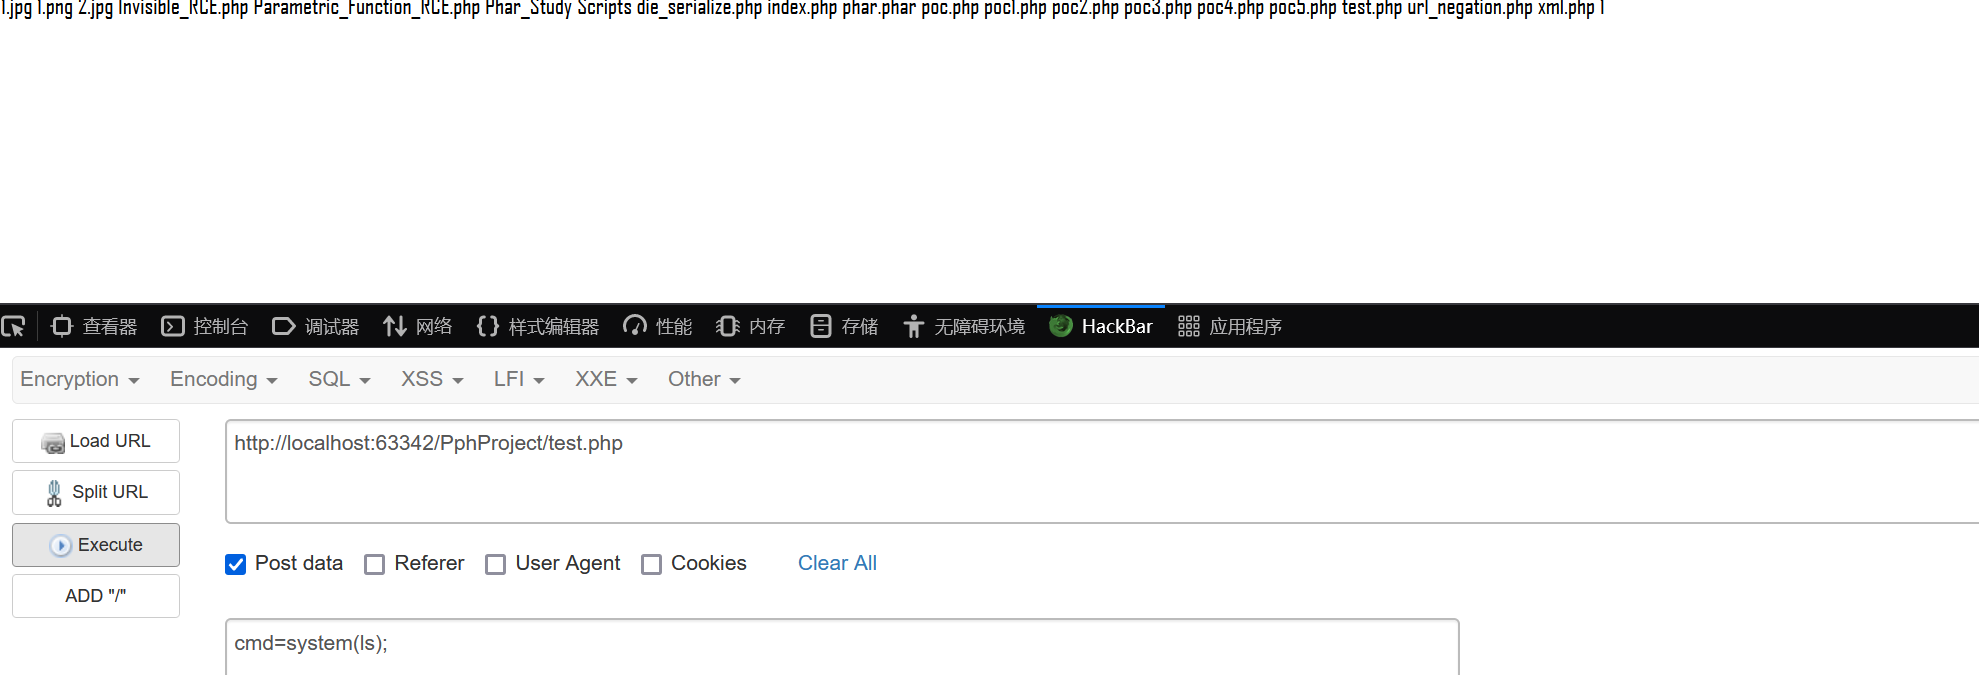 1.jpg 1.png 2.jpg Invisible_RCE.php Parametric_Function_RCE.php Phar_Study Scripts die_serialize.php index.php phar.phar poc.php poc1.php poc2.php poc3.php poc4.php poc5.php test.php url_negation.php xml.php 1
查看器 控制台 调试器 网络 样式编辑器 性能 内存 存储 无障碍环境 HackBar 应用程序
Encryption Encoding SQL XSS LFI XXE Other
Load URL
http://localhost:63342/PphProject/test.php
Split URL
Execute
Post data Referer User Agent Cookies Clear All
ADD "/"
cmd=system(ls);